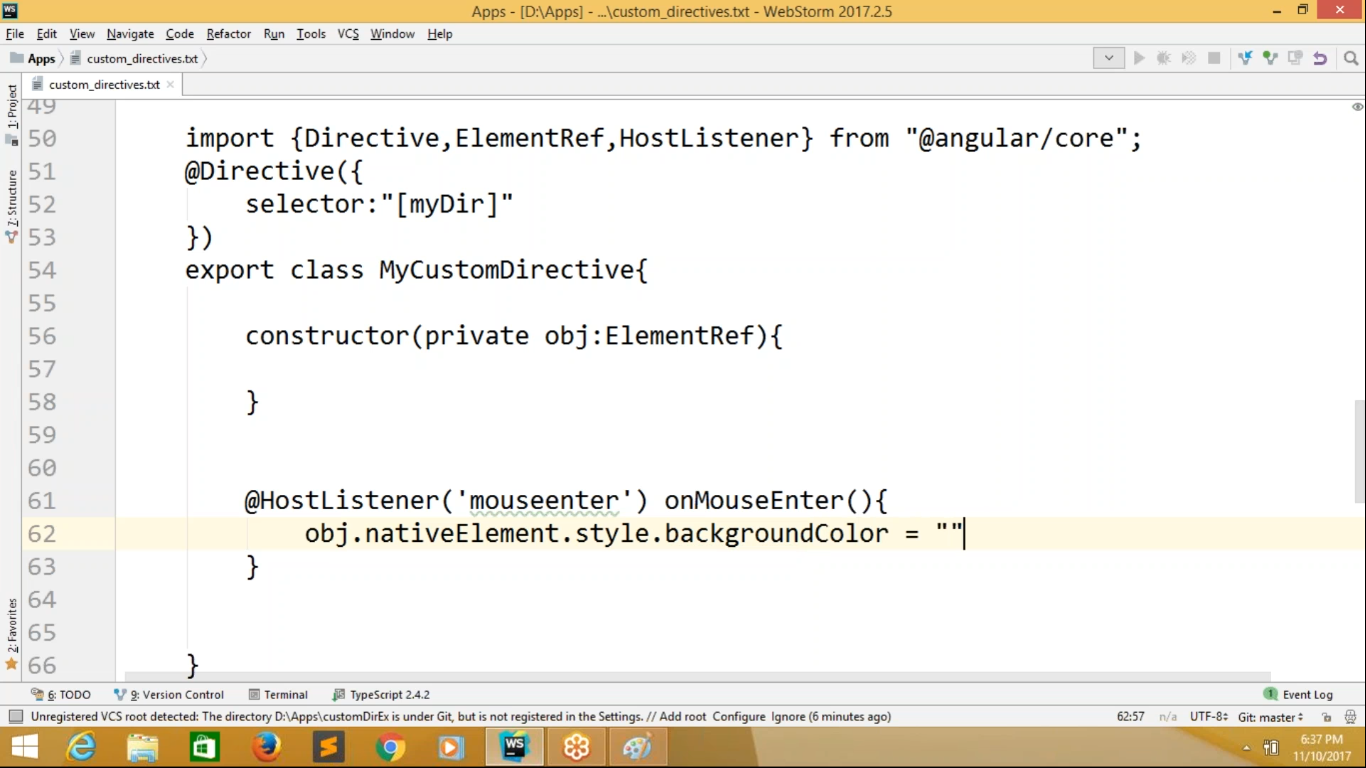 WS Apps - [D:\Apps] - ...\custom_directives.txt - WebStorm 2017.2.5
File Edit View Navigate Code Refactor Run Tools VCS Window Help
Apps custom_directives.txt
custom_directives.txt
1: Project
7: Structure
2: Favorites
49
50 import {Directive,ElementRef,HostListener} from "@angular/core";
51 @Directive({
52 selector:"[myDir]"
53 })
54 export class MyCustomDirective{
55
56 constructor(private obj:ElementRef){
57
58 }
59
60
61 @HostListener('mouseenter') onMouseEnter(){
62 obj.nativeElement.style.backgroundColor = ""
63 }
64
65
66 }
6: TODO 9: Version Control Terminal TypeScript 2.4.2 1 Event Log
Unregistered VCS root detected: The directory D:\Apps\customDirEx is under Git, but is not registered in the Settings. // Add root Configure Ignore (6 minutes ago) 62:57 n/a UTF-8 Git: master
WS
6:37 PM
11/10/2017